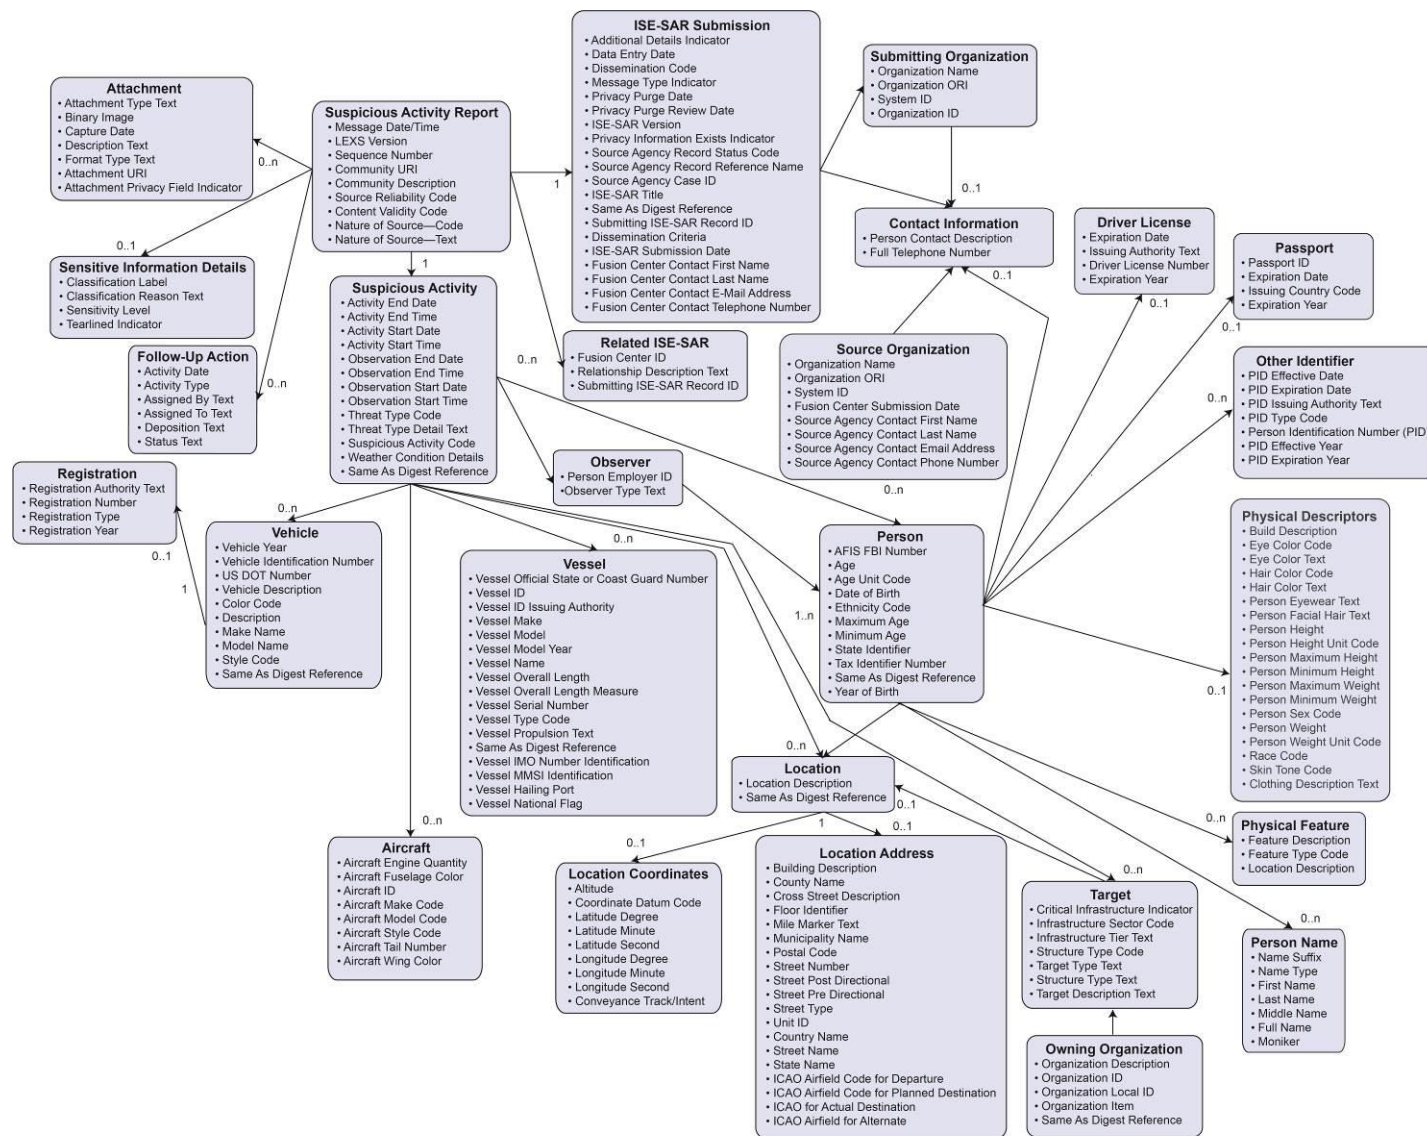 ISE-SAR Submission
• Additional Details Indicator
• Data Entry Date
• Dissemination Code
• Message Type Indicator
• Privacy Purge Date
• Privacy Purge Review Date
• ISE-SAR Version
• Privacy Information Exists Indicator
• Source Agency Record Status Code
• Source Agency Record Reference Name
• Source Agency Case ID
• ISE-SAR Title
• Same As Digest Reference
• Submitting ISE-SAR Record ID
• Dissemination Criteria
• ISE-SAR Submission Date
• Fusion Center Contact First Name
• Fusion Center Contact Last Name
• Fusion Center Contact E-Mail Address
• Fusion Center Contact Telephone Number
Submitting Organization
• Organization Name
• Organization ORI
• System ID
• Organization ID
Attachment
• Attachment Type Text
• Binary Image
• Capture Date
• Description Text
• Format Type Text
• Attachment URI
• Attachment Privacy Field Indicator
Suspicious Activity Report
• Message Date/Time
• LEXS Version
• Sequence Number
• Community URI
• Community Description
• Source Reliability Code
• Content Validity Code
• Nature of Source—Code
• Nature of Source—Text
0..n
1
0..1
0..1
1
Contact Information
• Person Contact Description
• Full Telephone Number
0..1
Driver License
• Expiration Date
• Issuing Authority Text
• Driver License Number
• Expiration Year
0..1
Passport
• Passport ID
• Expiration Date
• Issuing Country Code
• Expiration Year
0..1
Sensitive Information Details
• Classification Label
• Classification Reason Text
• Sensitivity Level
• Tearlined Indicator
Suspicious Activity
• Activity End Date
• Activity End Time
• Activity Start Date
• Activity Start Time
• Observation End Date
• Observation End Time
• Observation Start Date
• Observation Start Time
• Threat Type Code
• Threat Type Detail Text
• Suspicious Activity Code
• Weather Condition Details
• Same As Digest Reference
Related ISE-SAR
• Fusion Center ID
• Relationship Description Text
• Submitting ISE-SAR Record ID
0..n
Source Organization
• Organization Name
• Organization ORI
• System ID
• Fusion Center Submission Date
• Source Agency Contact First Name
• Source Agency Contact Last Name
• Source Agency Contact Email Address
• Source Agency Contact Phone Number
Other Identifier
• PID Effective Date
• PID Expiration Date
• PID Issuing Authority Text
• PID Type Code
• Person Identification Number (PID)
• PID Effective Year
• PID Expiration Year
0..n
Follow-Up Action
• Activity Date
• Activity Type
• Assigned By Text
• Assigned To Text
• Deposition Text
• Status Text
0..n
Registration
• Registration Authority Text
• Registration Number
• Registration Type
• Registration Year
0..1
1
Observer
• Person Employer ID
• Observer Type Text
0..n
0..n
0..n
Vehicle
• Vehicle Year
• Vehicle Identification Number
• US DOT Number
• Vehicle Description
• Color Code
• Description
• Make Name
• Model Name
• Style Code
• Same As Digest Reference
Vessel
• Vessel Official State or Coast Guard Number
• Vessel ID
• Vessel ID Issuing Authority
• Vessel Make
• Vessel Model
• Vessel Model Year
• Vessel Name
• Vessel Overall Length
• Vessel Overall Length Measure
• Vessel Serial Number
• Vessel Type Code
• Vessel Propulsion Text
• Same As Digest Reference
• Vessel IMO Number Identification
• Vessel MMSI Identification
• Vessel Hailing Port
• Vessel National Flag
Person
• AFIS FBI Number
• Age
• Age Unit Code
• Date of Birth
• Ethnicity Code
• Maximum Age
• Minimum Age
• State Identifier
• Tax Identifier Number
• Same As Digest Reference
• Year of Birth
1..n
Physical Descriptors
• Build Description
• Eye Color Code
• Eye Color Text
• Hair Color Code
• Hair Color Text
• Person Eyewear Text
• Person Facial Hair Text
• Person Height
• Person Height Unit Code
• Person Maximum Height
• Person Minimum Height
• Person Maximum Weight
• Person Minimum Weight
• Person Sex Code
• Person Weight
• Person Weight Unit Code
• Race Code
• Skin Tone Code
• Clothing Description Text
0..1
0..n
Location
• Location Description
• Same As Digest Reference
0..1
0..1
1
0..1
0..n
Aircraft
• Aircraft Engine Quantity
• Aircraft Fuselage Color
• Aircraft ID
• Aircraft Make Code
• Aircraft Model Code
• Aircraft Style Code
• Aircraft Tail Number
• Aircraft Wing Color
Location Coordinates
• Altitude
• Coordinate Datum Code
• Latitude Degree
• Latitude Minute
• Latitude Second
• Longitude Degree
• Longitude Minute
• Longitude Second
• Conveyance Track/Intent
Location Address
• Building Description
• County Name
• Cross Street Description
• Floor Identifier
• Mile Marker Text
• Municipality Name
• Postal Code
• Street Number
• Street Post Directional
• Street Pre Directional
• Street Type
• Unit ID
• Country Name
• Street Name
• State Name
• ICAO Airfield Code for Departure
• ICAO Airfield Code for Planned Destination
• ICAO for Actual Destination
• ICAO Airfield for Alternate
0..n
Target
• Critical Infrastructure Indicator
• Infrastructure Sector Code
• Infrastructure Tier Text
• Structure Type Code
• Target Type Text
• Structure Type Text
• Target Description Text
0..n
Physical Feature
• Feature Description
• Feature Type Code
• Location Description
0..n
Person Name
• Name Suffix
• Name Type
• First Name
• Last Name
• Middle Name
• Full Name
• Moniker
Owning Organization
• Organization Description
• Organization ID
• Organization Local ID
• Organization Item
• Same As Digest Reference